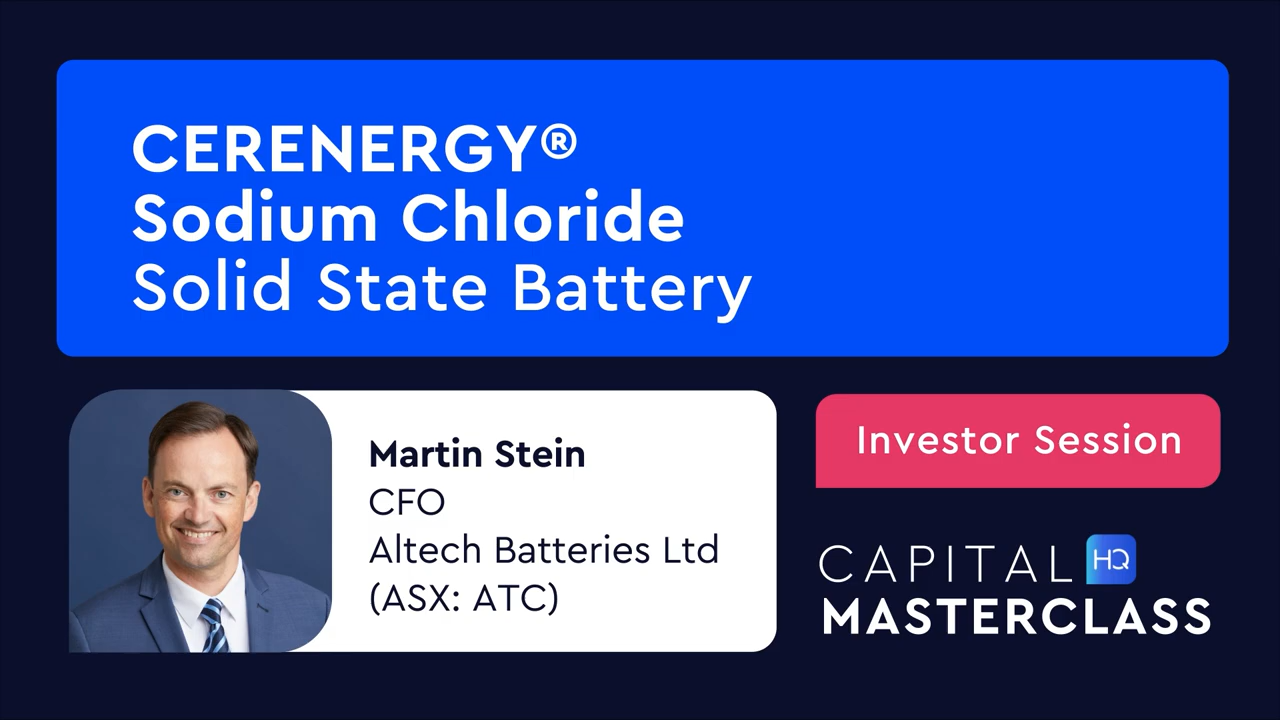 CERENERGY®
Sodium Chloride
Solid State Battery
Martin Stein
CFO
Altech Batteries Ltd
(ASX: ATC)
Investor Session
CAPITAL HQ
MASTERCLASS